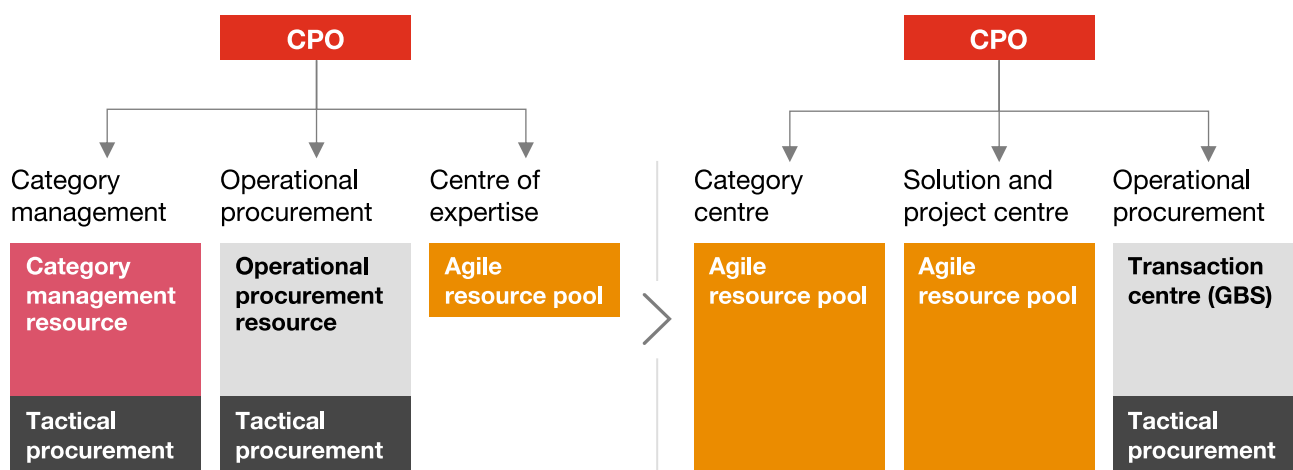 CPO
Category
management
Operational
procurement
Centre of
expertise
Category
management
resource
Operational
procurement
resource
Agile
resource pool
Tactical
procurement
Tactical
procurement
CPO
Category
centre
Solution and
project centre
Operational
procurement
Agile
resource pool
Agile
resource pool
Transaction
centre (GBS)
Tactical
procurement